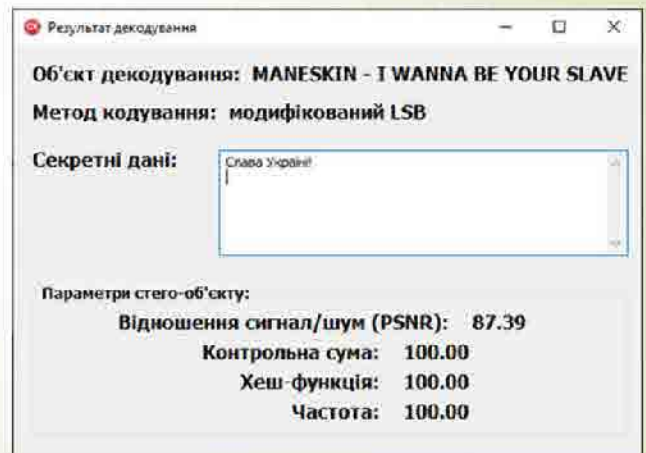 Результат декодування
Об'єкт декодування: MANESKIN - I WANNA BE YOUR SLAVE
Метод кодування: модифікований LSB
Секретні дані:
Слава Україні!
Параметри стего-об'єкту:
Відношення сигнал/шум (PSNR): 87.39
Контрольна сума: 100.00
Хеш-функція: 100.00
Частота: 100.00